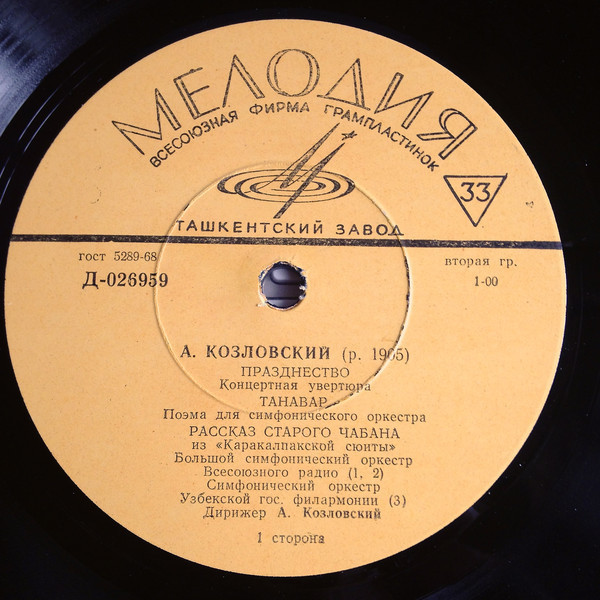 МЕЛОДИЯ
ВСЕСОЮЗНАЯ ФИРМА ГРАМПЛАСТИНОК
33
ТАШКЕНТСКИЙ ЗАВОД
гост 5289-68
вторая гр.
Д-026959
1-00
А. КОЗЛОВСКИЙ (р. 1905)
ПРАЗДНЕСТВО
Концертная увертюра
ТАНАВАР
Поэма для симфонического оркестра
РАССКАЗ СТАРОГО ЧАБАНА
из «Каракалпакской сюиты»
Большой симфонический оркестр
Всесоюзного радио (1, 2)
Симфонический оркестр
Узбекской гос. филармонии (3)
Дирижер А. Козловский
1 сторона